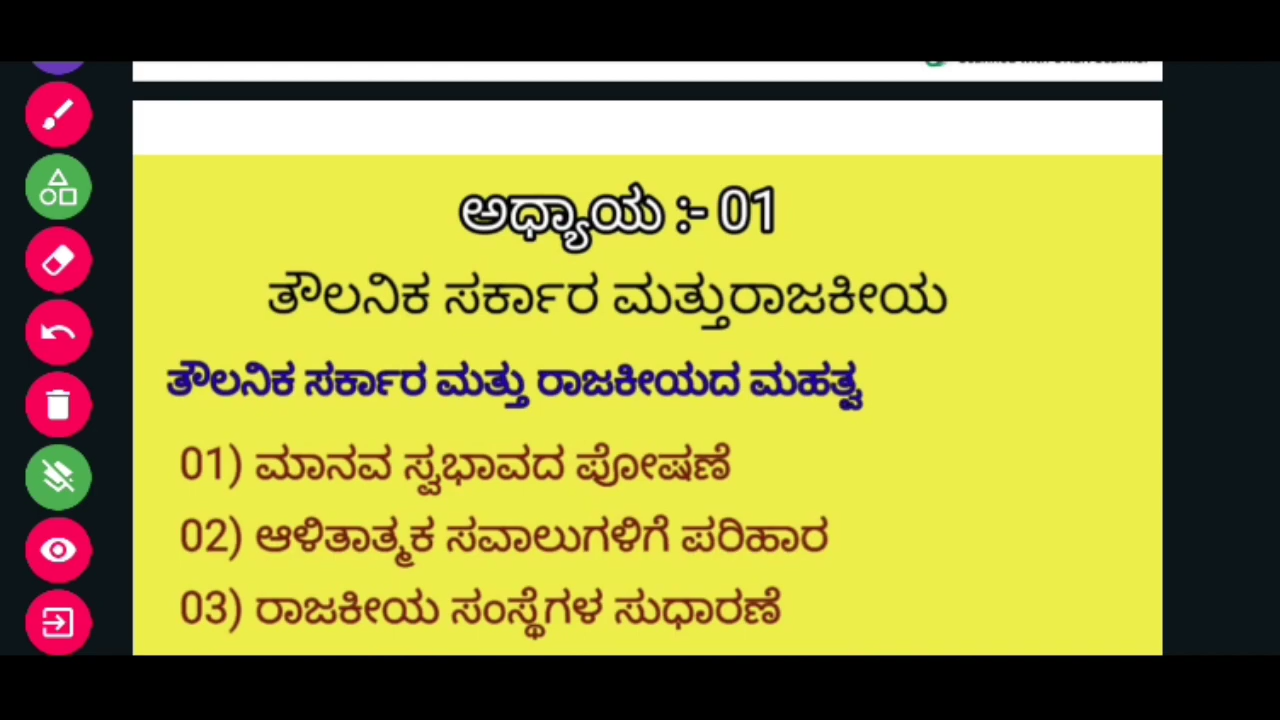 ಅಧ್ಯಾಯ :- 01
ತೌಲನಿಕ ಸರ್ಕಾರ ಮತ್ತುರಾಜಕೀಯ
ತೌಲನಿಕ ಸರ್ಕಾರ ಮತ್ತು ರಾಜಕೀಯದ ಮಹತ್ವ
01) ಮಾನವ ಸ್ವಭಾವದ ಪೋಷಣೆ
02) ಆಳಿತಾತ್ಮಕ ಸವಾಲುಗಳಿಗೆ ಪರಿಹಾರ
03) ರಾಜಕೀಯ ಸಂಸ್ಥೆಗಳ ಸುಧಾರಣೆ